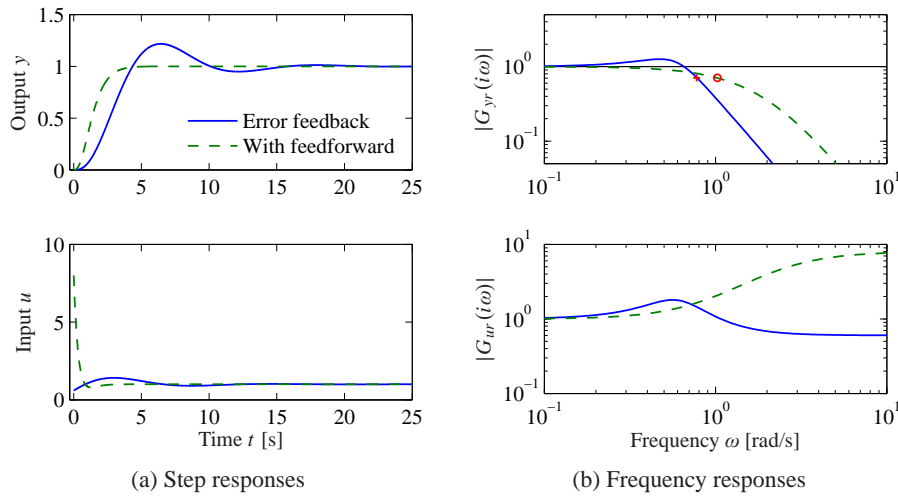 1.5
1
0.5
0
Output y
Error feedback
With feedforward
0 5 10 15 20 25
10
5
0
Input u
0 5 10 15 20 25
Time t [s]
(a) Step responses
10^1
10^0
10^−1
|G_yr(iω)|
10^−1 10^0 10^1
10^1
10^0
10^−1
|G_ur(iω)|
10^−1 10^0 10^1
Frequency ω [rad/s]
(b) Frequency responses